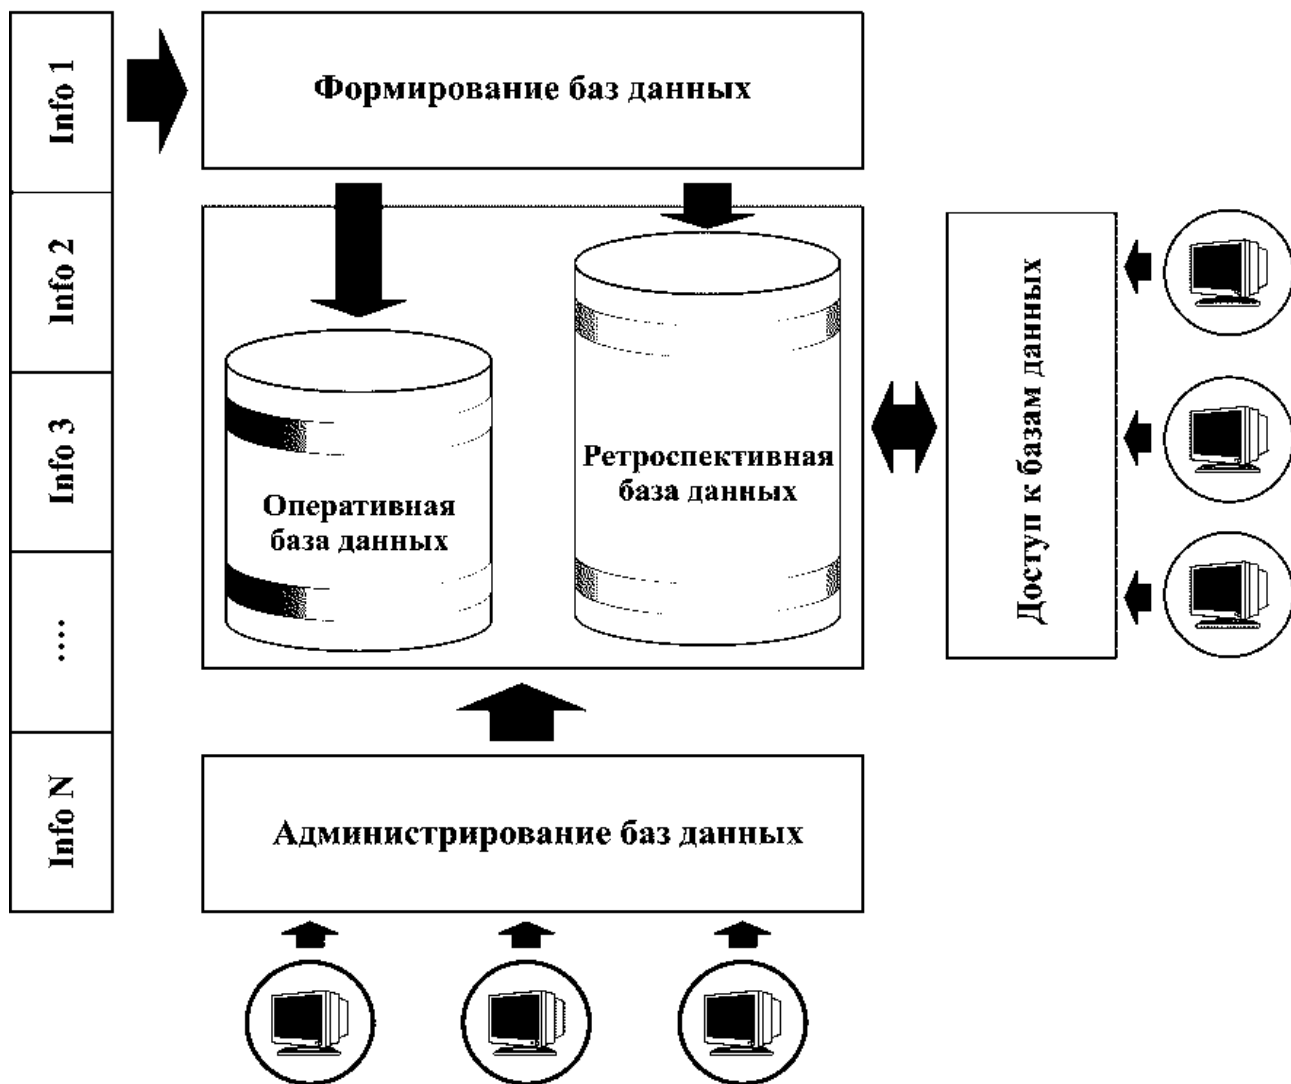 Info 1
Info 2
Info 3
....
Info N
Формирование баз данных
Оперативная
база данных
Ретроспективная
база данных
Доступ к базам данных
Администрирование баз данных